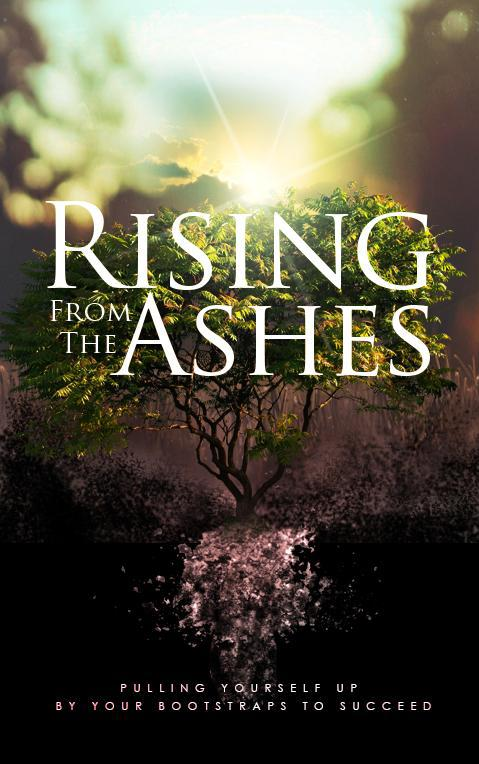 Rising
From
The
Ashes
PULLING YOURSELF UP
BY YOUR BOOTSTRAPS TO SUCCEED